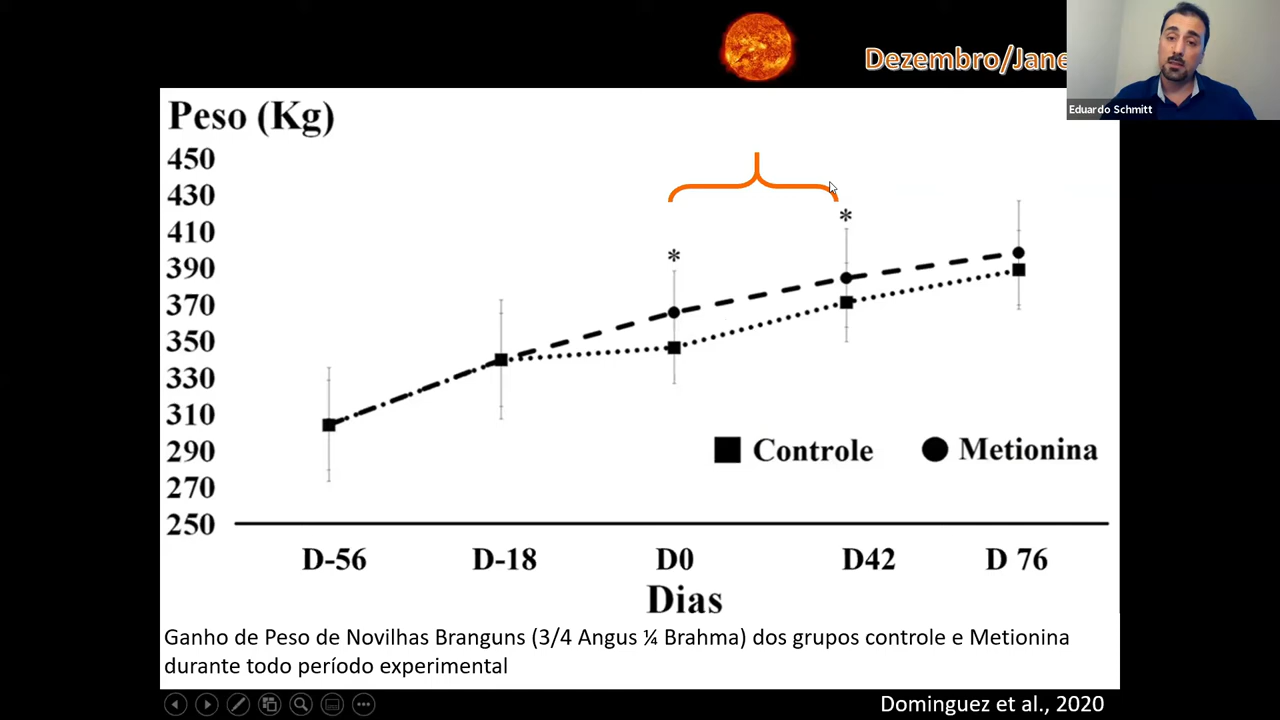 Dezembro/Jane
Eduardo Schmitt
Peso (Kg)
450
430
410
390
370
350
330
310
290
270
250
*
*
Controle
Metionina
D-56
D-18
D0
D42
D 76
Dias
Ganho de Peso de Novilhas Branguns (3/4 Angus ¼ Brahma) dos grupos controle e Metionina
durante todo período experimental
Dominguez et al., 2020